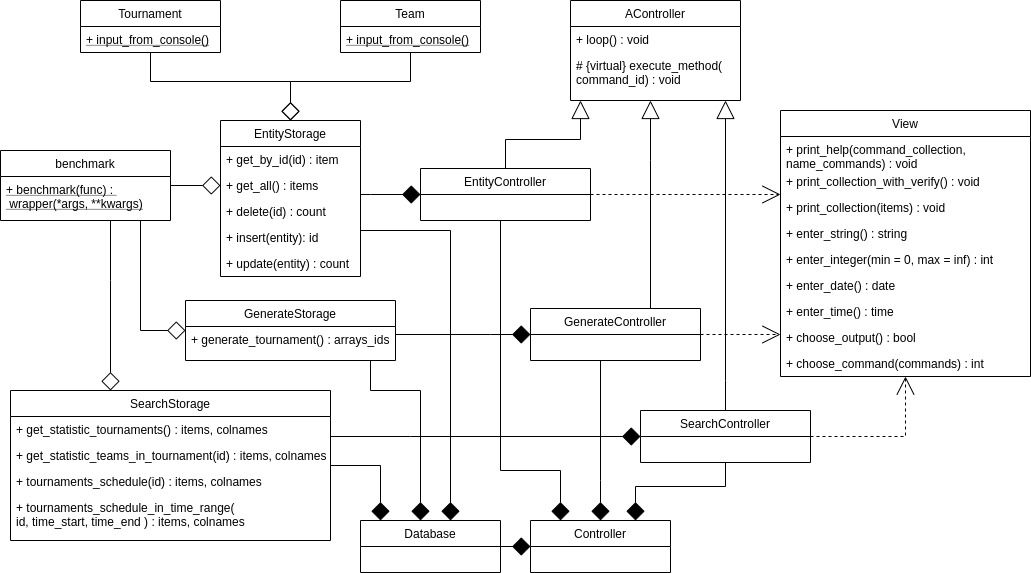 Tournament
+ input_from_console()
Team
+ input_from_console()
AController
+ loop() : void
# {virtual} execute_method(
command_id) : void
View
+ print_help(command_collection,
name_commands) : void
+ print_collection_with_verify() : void
+ print_collection(items) : void
+ enter_string() : string
+ enter_integer(min = 0, max = inf) : int
+ enter_date() : date
+ enter_time() : time
+ choose_output() : bool
+ choose_command(commands) : int
EntityStorage
+ get_by_id(id) : item
+ get_all() : items
+ delete(id) : count
+ insert(entity): id
+ update(entity) : count
benchmark
+ benchmark(func) :
wrapper(*args, **kwargs)
EntityController
GenerateStorage
+ generate_tournament() : arrays_ids
GenerateController
SearchStorage
+ get_statistic_tournaments() : items, colnames
+ get_statistic_teams_in_tournament(id) : items, colnames
+ tournaments_schedule(id) : items, colnames
+ tournaments_schedule_in_time_range(
id, time_start, time_end ) : items, colnames
SearchController
Database
Controller